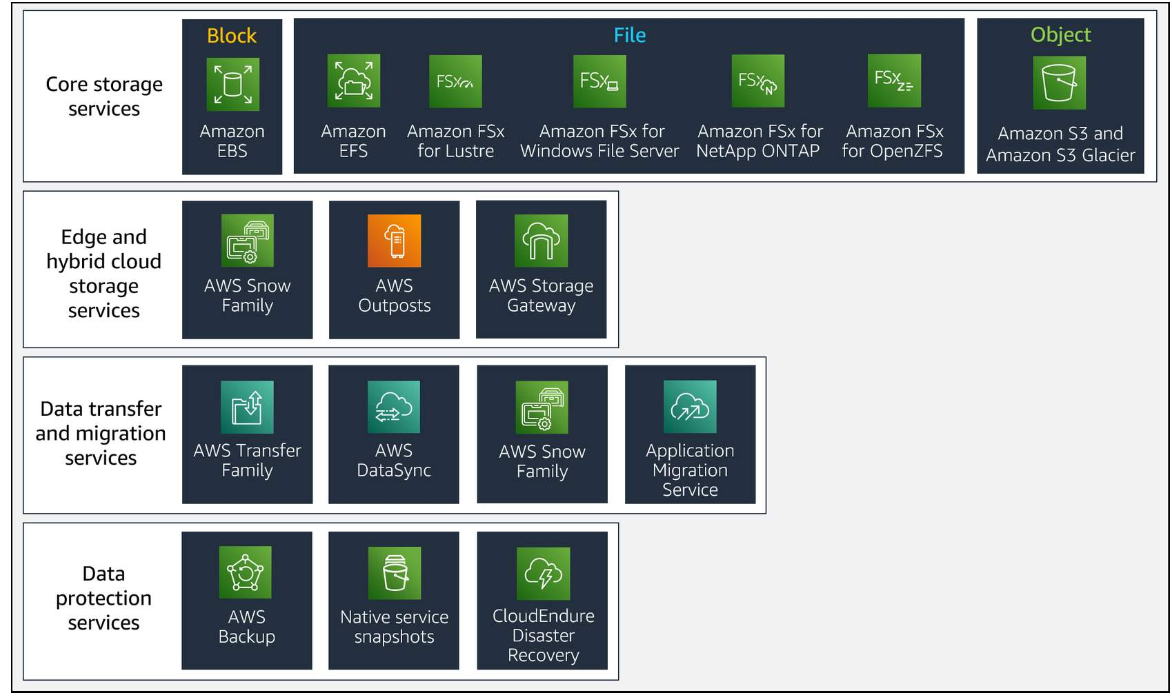 Core storage
services
Block
Amazon
EBS
File
Amazon
EFS
FSx
Amazon FSx
for Lustre
FSx
Amazon FSx for
Windows File Server
FSx
N
Amazon FSx for
NetApp ONTAP
FSx
Z
Amazon FSx
for OpenZFS
Object
Amazon S3 and
Amazon S3 Glacier
Edge and
hybrid cloud
storage
services
AWS Snow
Family
AWS
Outposts
AWS Storage
Gateway
Data transfer
and migration
services
AWS Transfer
Family
AWS
DataSync
AWS Snow
Family
Application
Migration
Service
Data
protection
services
AWS
Backup
Native service
snapshots
CloudEndure
Disaster
Recovery